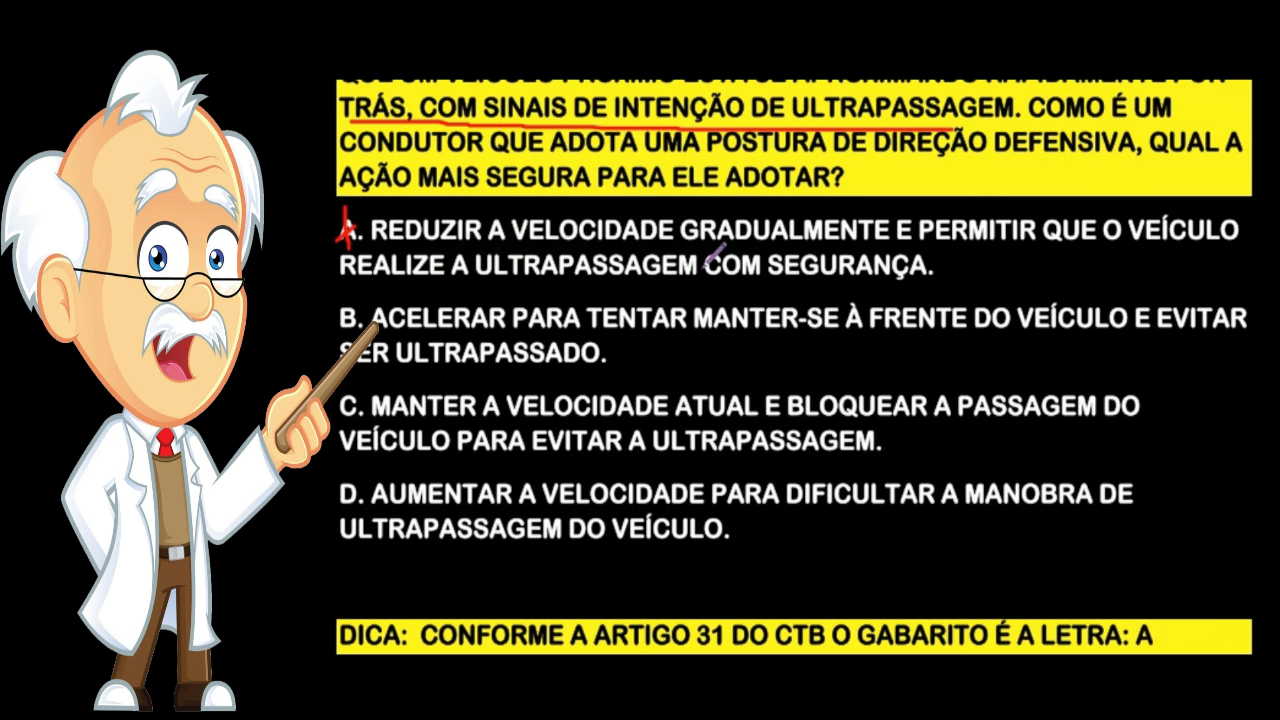 TRÁS, COM SINAIS DE INTENÇÃO DE ULTRAPASSAGEM. COMO É UM
CONDUTOR QUE ADOTA UMA POSTURA DE DIREÇÃO DEFENSIVA, QUAL A
AÇÃO MAIS SEGURA PARA ELE ADOTAR?
A. REDUZIR A VELOCIDADE GRADUALMENTE E PERMITIR QUE O VEÍCULO
REALIZE A ULTRAPASSAGEM COM SEGURANÇA.
B. ACELERAR PARA TENTAR MANTER-SE À FRENTE DO VEÍCULO E EVITAR
SER ULTRAPASSADO.
C. MANTER A VELOCIDADE ATUAL E BLOQUEAR A PASSAGEM DO
VEÍCULO PARA EVITAR A ULTRAPASSAGEM.
D. AUMENTAR A VELOCIDADE PARA DIFICULTAR A MANOBRA DE
ULTRAPASSAGEM DO VEÍCULO.
DICA: CONFORME A ARTIGO 31 DO CTB O GABARITO É A LETRA: A